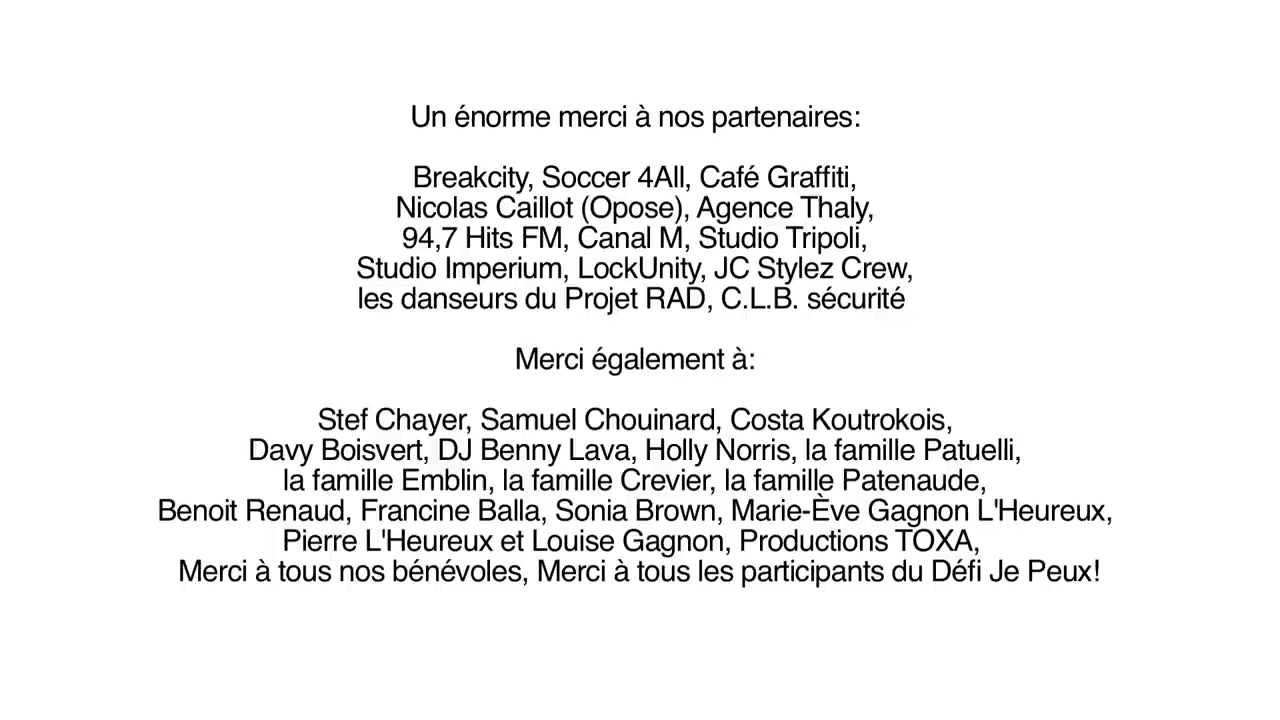 Un énorme merci à nos partenaires:
Breakcity, Soccer 4All, Café Graffiti,
Nicolas Caillot (Opose), Agence Thaly,
94,7 Hits FM, Canal M, Studio Tripoli,
Studio Imperium, LockUnity, JC Stylez Crew,
les danseurs du Projet RAD, C.L.B. sécurité
Merci également à:
Stef Chayer, Samuel Chouinard, Costa Koutrokois,
Davy Boisvert, DJ Benny Lava, Holly Norris, la famille Patuelli,
la famille Emblin, la famille Crevier, la famille Patenaude,
Benoit Renaud, Francine Balla, Sonia Brown, Marie-Ève Gagnon L'Heureux,
Pierre L'Heureux et Louise Gagnon, Productions TOXA,
Merci à tous nos bénévoles, Merci à tous les participants du Défi Je Peux!